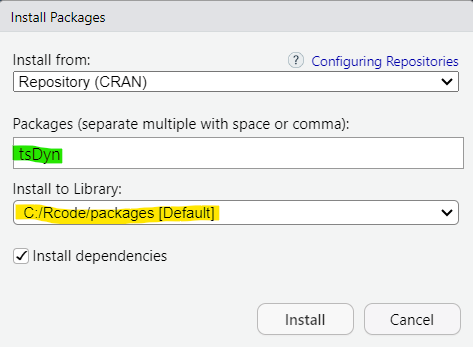 Install Packages
Install from:
? Configuring Repositories
Repository (CRAN)
Packages (separate multiple with space or comma):
tsDyn
Install to Library:
C:/Rcode/packages [Default]
Install dependencies
Install
Cancel